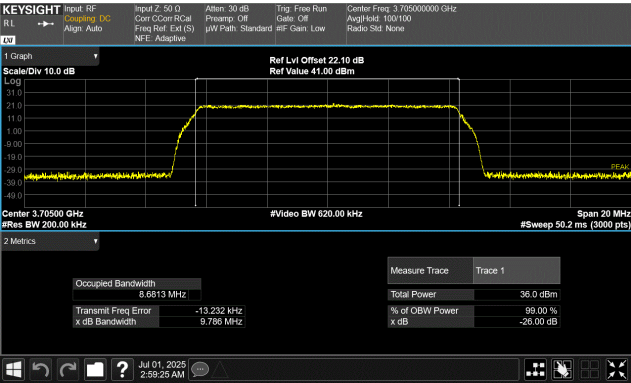 KEYSIGHT
Input: RF
Input Z: 50 Ω
Atten: 30 dB
Trig: Free Run
Center Freq: 3.705000000 GHz
RL
Coupling: DC
Corr CCorr RCal
Preamp: Off
Gate: Off
Avg|Hold: 100/100
Align: Auto
Freq Ref: Ext (S)
µW Path: Standard
#IF Gain: Low
Radio Std: None
NFE: Adaptive
LXI
1 Graph
Ref Lvl Offset 22.10 dB
Scale/Div 10.0 dB
Ref Value 41.00 dBm
Log
31.0
21.0
11.0
1.00
-9.00
-19.0
-29.0
-39.0
-49.0
PEAK
Center 3.70500 GHz
#Video BW 620.00 kHz
Span 20 MHz
#Res BW 200.00 kHz
#Sweep 50.2 ms (3000 pts)
2 Metrics
Measure Trace
Trace 1
Occupied Bandwidth
8.6813 MHz
Total Power
36.0 dBm
Transmit Freq Error
-13.232 kHz
% of OBW Power
99.00 %
x dB Bandwidth
9.786 MHz
x dB
-26.00 dB
?
Jul 01, 2025
2:59:25 AM